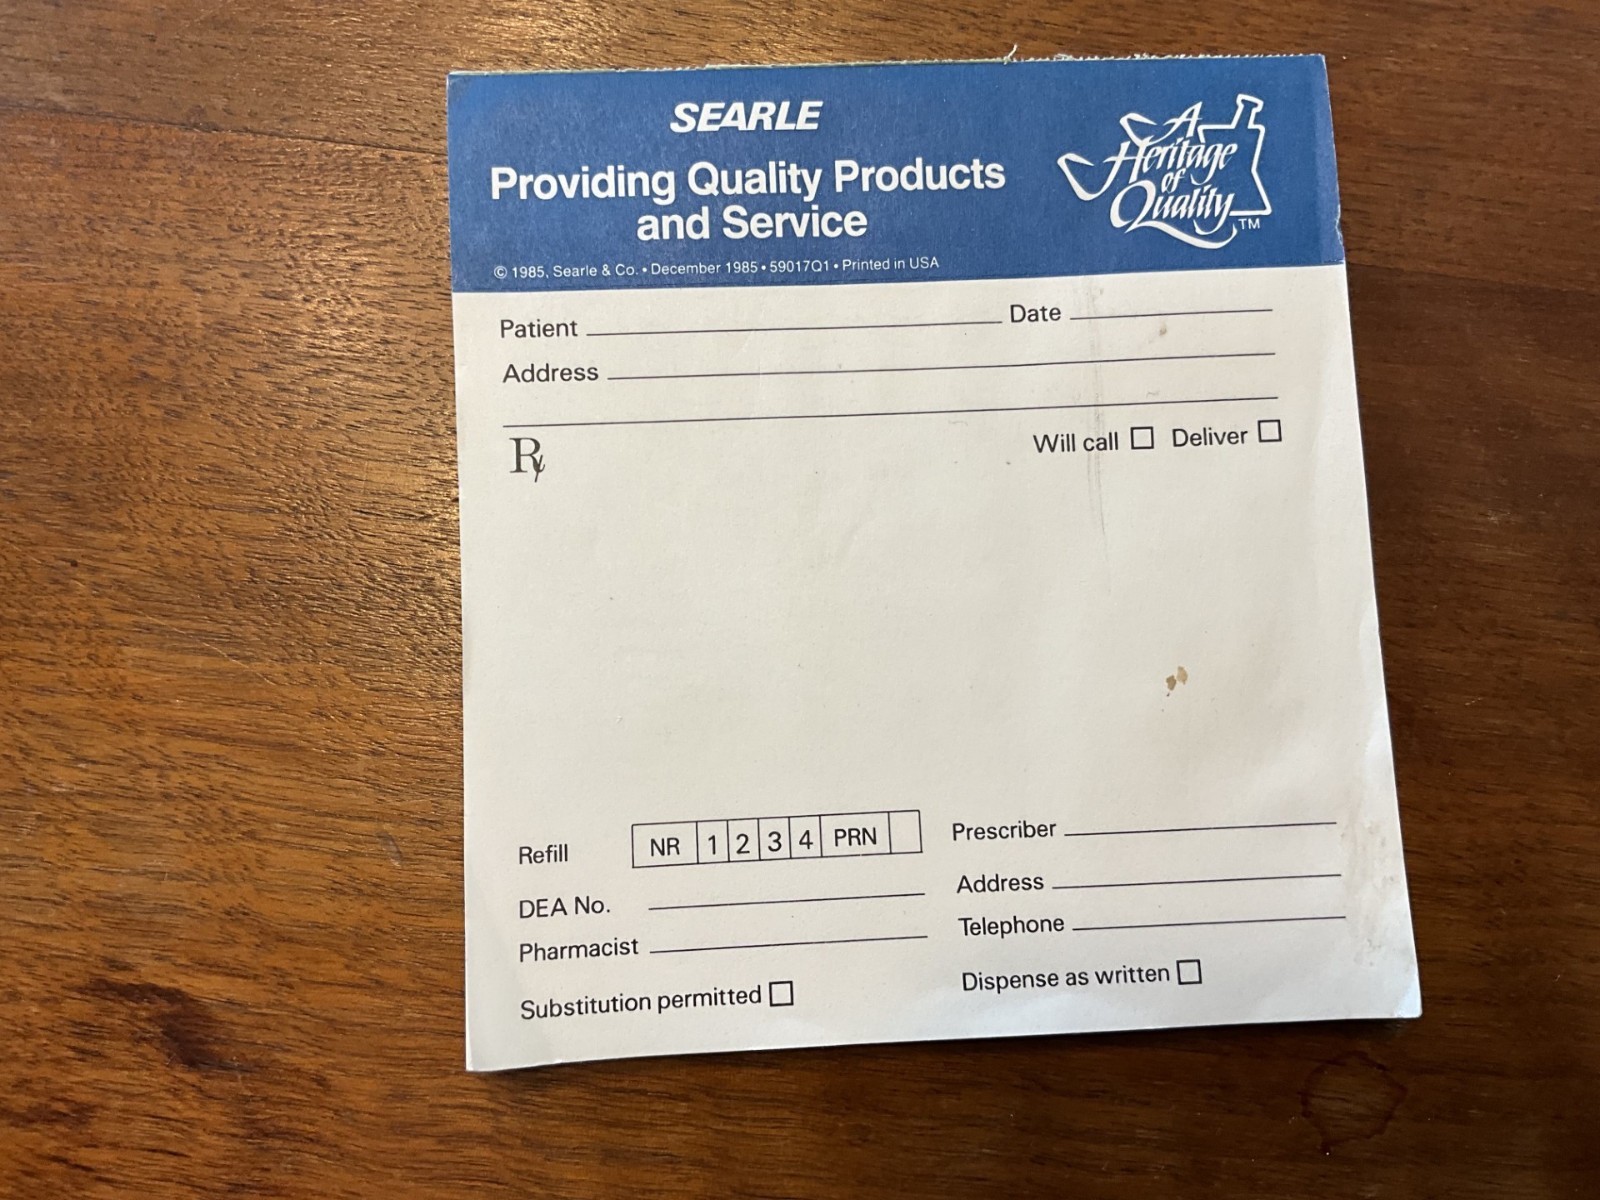 SEARLE
Providing Quality Products
and Service
A
Heritage
of
Quality TM
© 1985, Searle & Co. • December 1985 • 59017Q1 • Printed in USA
Patient Date
Address
℞ Will call Deliver
Refill NR 1 2 3 4 PRN Prescriber
DEA No. Address
Pharmacist Telephone
Substitution permitted Dispense as written